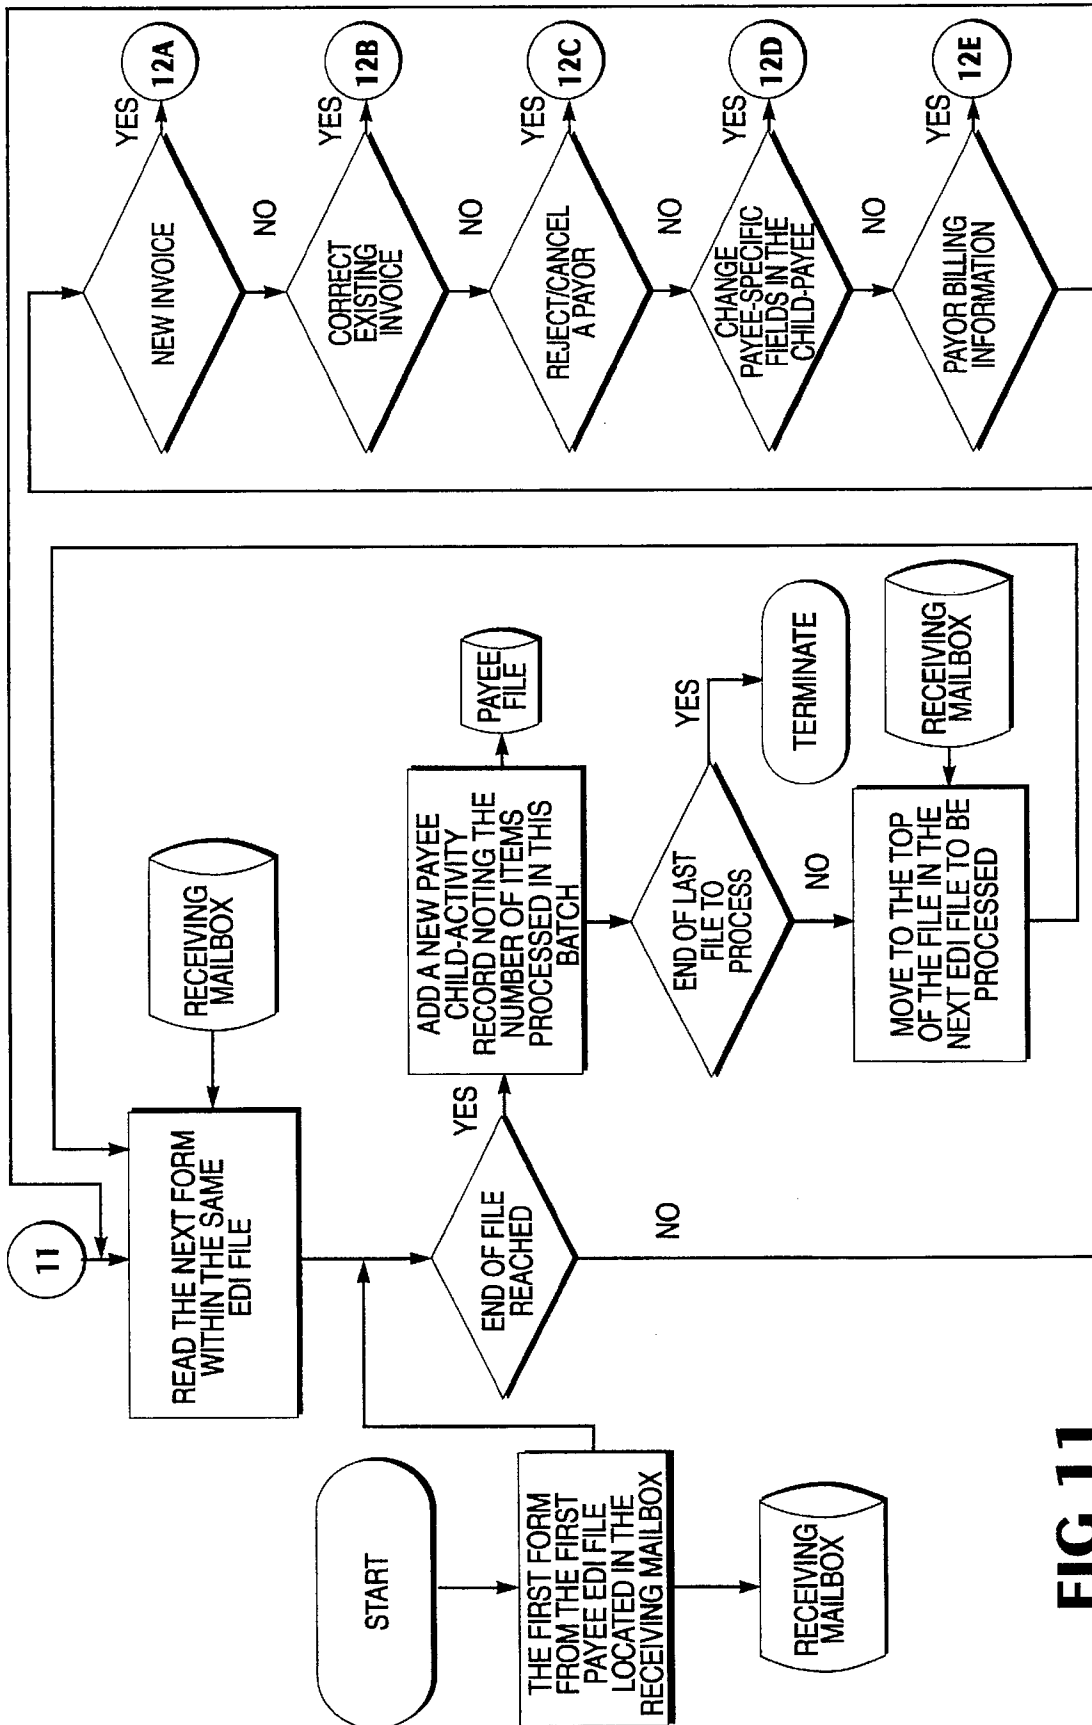 START
THE FIRST FORM
FROM THE FIRST
PAYEE EDI FILE
LOCATED IN THE
RECEIVING MAILBOX
RECEIVING
MAILBOX
11
READ THE NEXT FORM
WITHIN THE SAME
EDI FILE
RECEIVING
MAILBOX
END OF FILE
REACHED
YES
NO
ADD A NEW PAYEE
CHILD-ACTIVITY
RECORD NOTING THE
NUMBER OF ITEMS
PROCESSED IN THIS
BATCH
PAYEE
FILE
END OF LAST
FILE TO
PROCESS
YES
TERMINATE
NO
MOVE TO THE TOP
OF THE FILE IN THE
NEXT EDI FILE TO BE
PROCESSED
RECEIVING
MAILBOX
NEW INVOICE
YES
12A
NO
CORRECT
EXISTING
INVOICE
YES
12B
NO
REJECT/CANCEL
A PAYOR
YES
12C
NO
CHANGE
PAYEE-SPECIFIC
FIELDS IN THE
CHILD-PAYEE
YES
12D
NO
PAYOR BILLING
INFORMATION
YES
12E
FIG 11